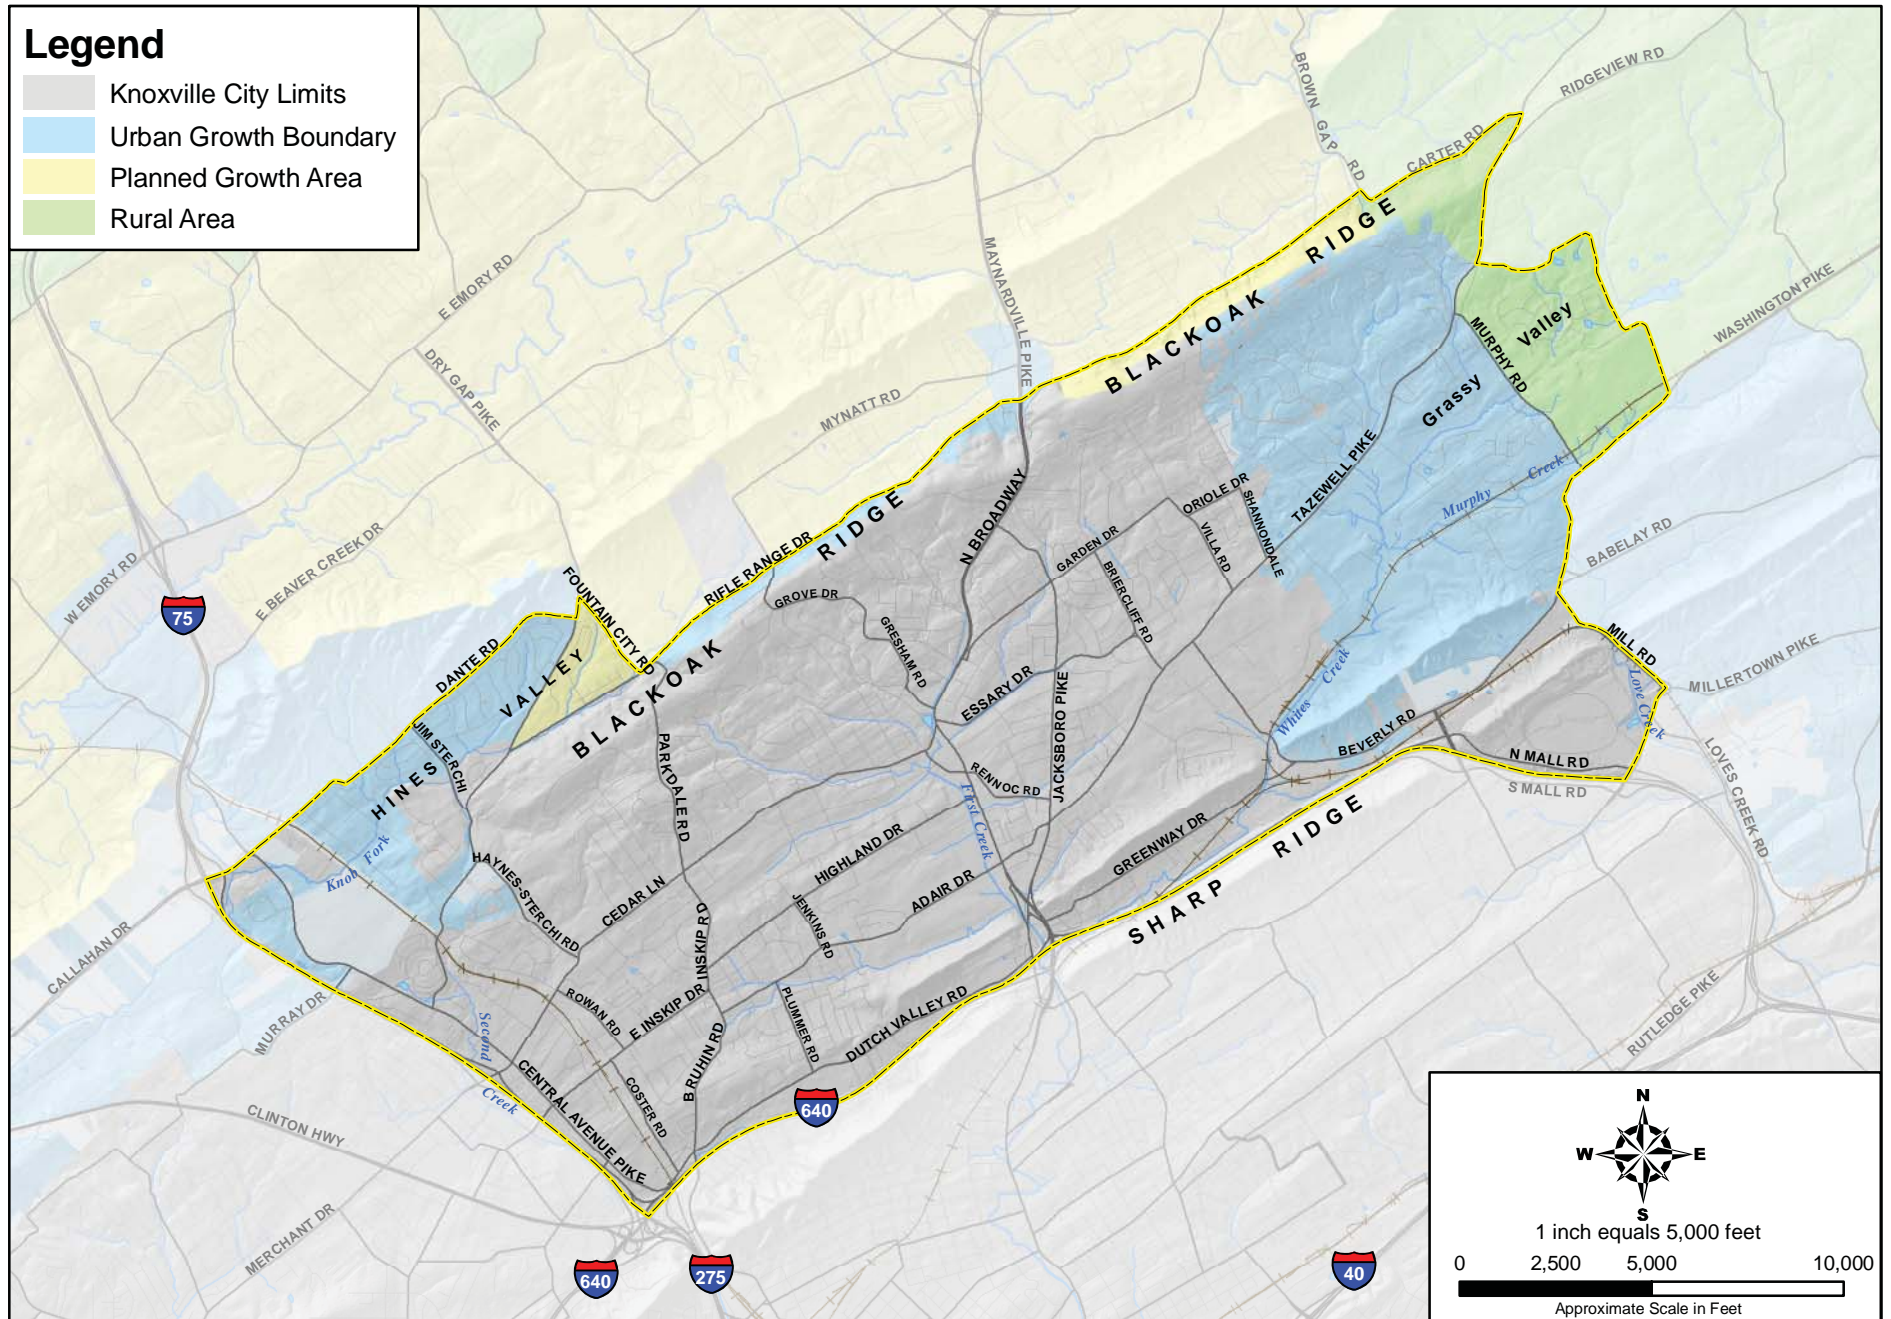 Legend
Knoxville City Limits
Urban Growth Boundary
Planned Growth Area
Rural Area
BROWN GAP RD
RIDGEVIEW RD
CARTER RD
E EMORY RD
MAYNARDVILLE PIKE
BLACKOAK RIDGE
WASHINGTON PIKE
Grassy Valley
MURPHY RD
DRY GAP PIKE
MYNATT RD
TAZEWELL PIKE
Murphy Creek
N BROADWAY
ORIOLE DR
SHANNONDALE
VILLA RD
GARDEN DR
BRIERCLIFF RD
BABELAY RD
W EMORY RD
75
E BEAVER CREEK DR
FOUNTAIN CITY RD
RIFLE RANGE DR
BLACKOAK RIDGE
GROVE DR
GRESHAM RD
DANTE RD
HINES VALLEY
JIM STERCHI
MILL RD
MILLERTOWN PIKE
Love Creek
ESSARY DR
JACKSBORO PIKE
PARKDALE RD
Whites Creek
BEVERLY RD
N MALL RD
S MALL RD
LOVES CREEK RD
RENNOC RD
First Creek
HIGHLAND DR
GREENWAY DR
SHARP RIDGE
Knob Fork
HAYNES-STERCHI RD
CEDAR LN
JENKINS RD
ADAIR DR
INSKIP RD
CALLAHAN DR
MURRAY DR
Second Creek
ROWAN RD
E INSKIP DR
PLUMMER RD
DUTCH VALLEY RD
BRUHIN RD
RUTLEDGE PIKE
CENTRAL AVENUE PIKE
COSTER RD
640
CLINTON HWY
MERCHANT DR
640
275
40
N
W E
S
1 inch equals 5,000 feet
0 2,500 5,000 10,000
Approximate Scale in Feet